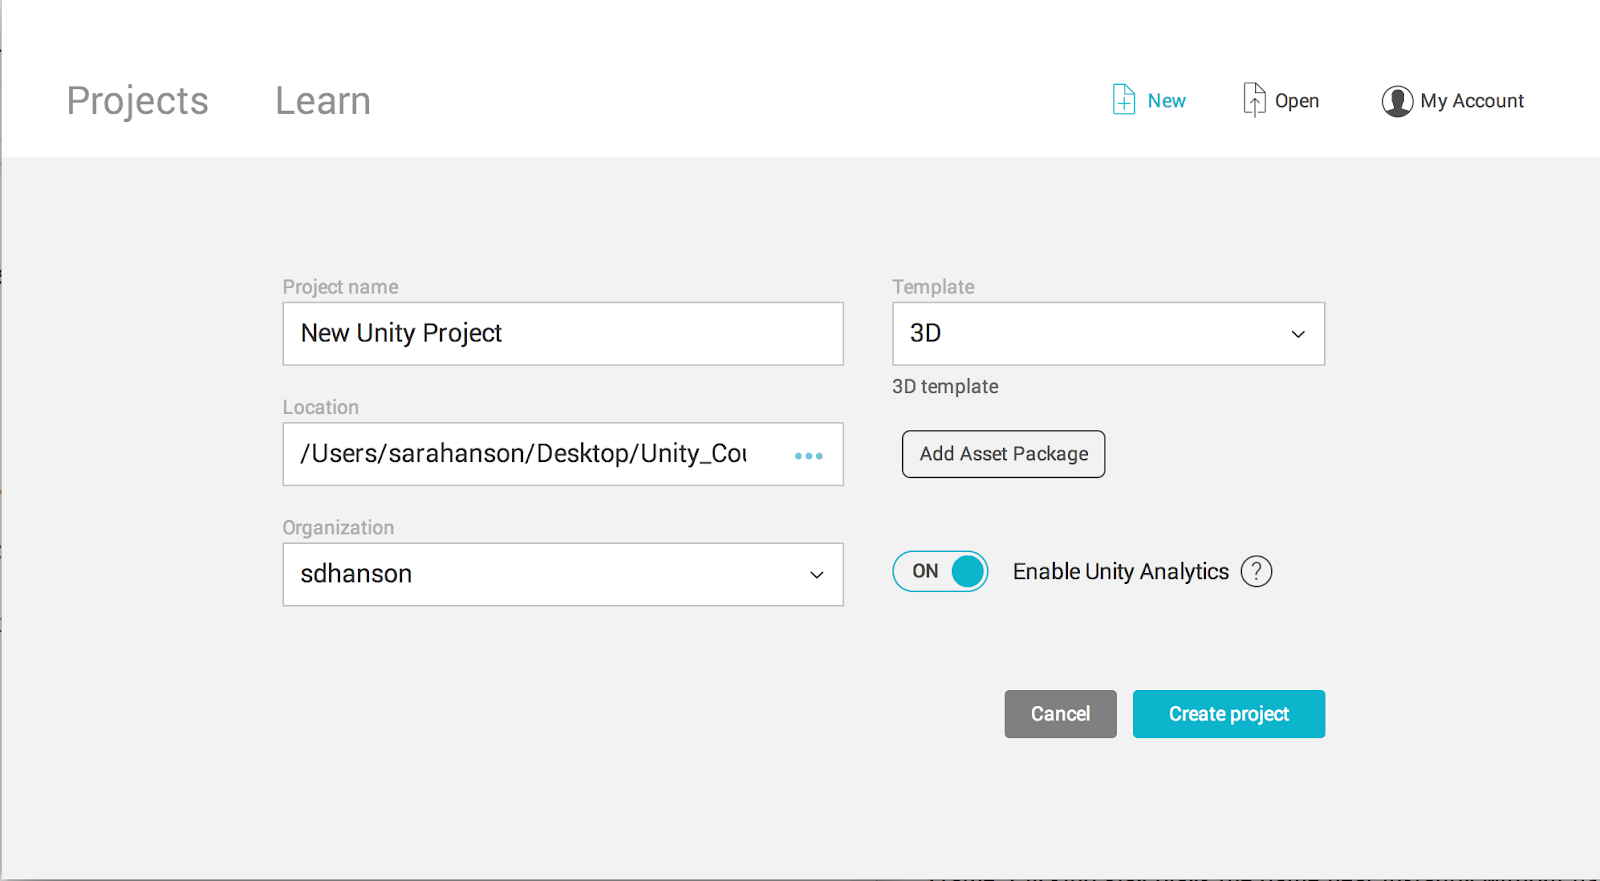 Projects Learn New Open My Account
Project name
New Unity Project
Template
3D
3D template
Location
/Users/sarahanson/Desktop/Unity_Cou
Add Asset Package
Organization
sdhanson
ON Enable Unity Analytics ?
Cancel Create project